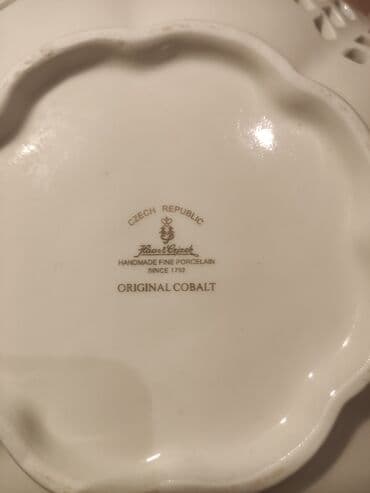 CZECH REPUBLIC
Haas & Czjzek
HANDMADE FINE PORCELAIN
SINCE 1792
ORIGINAL COBALT